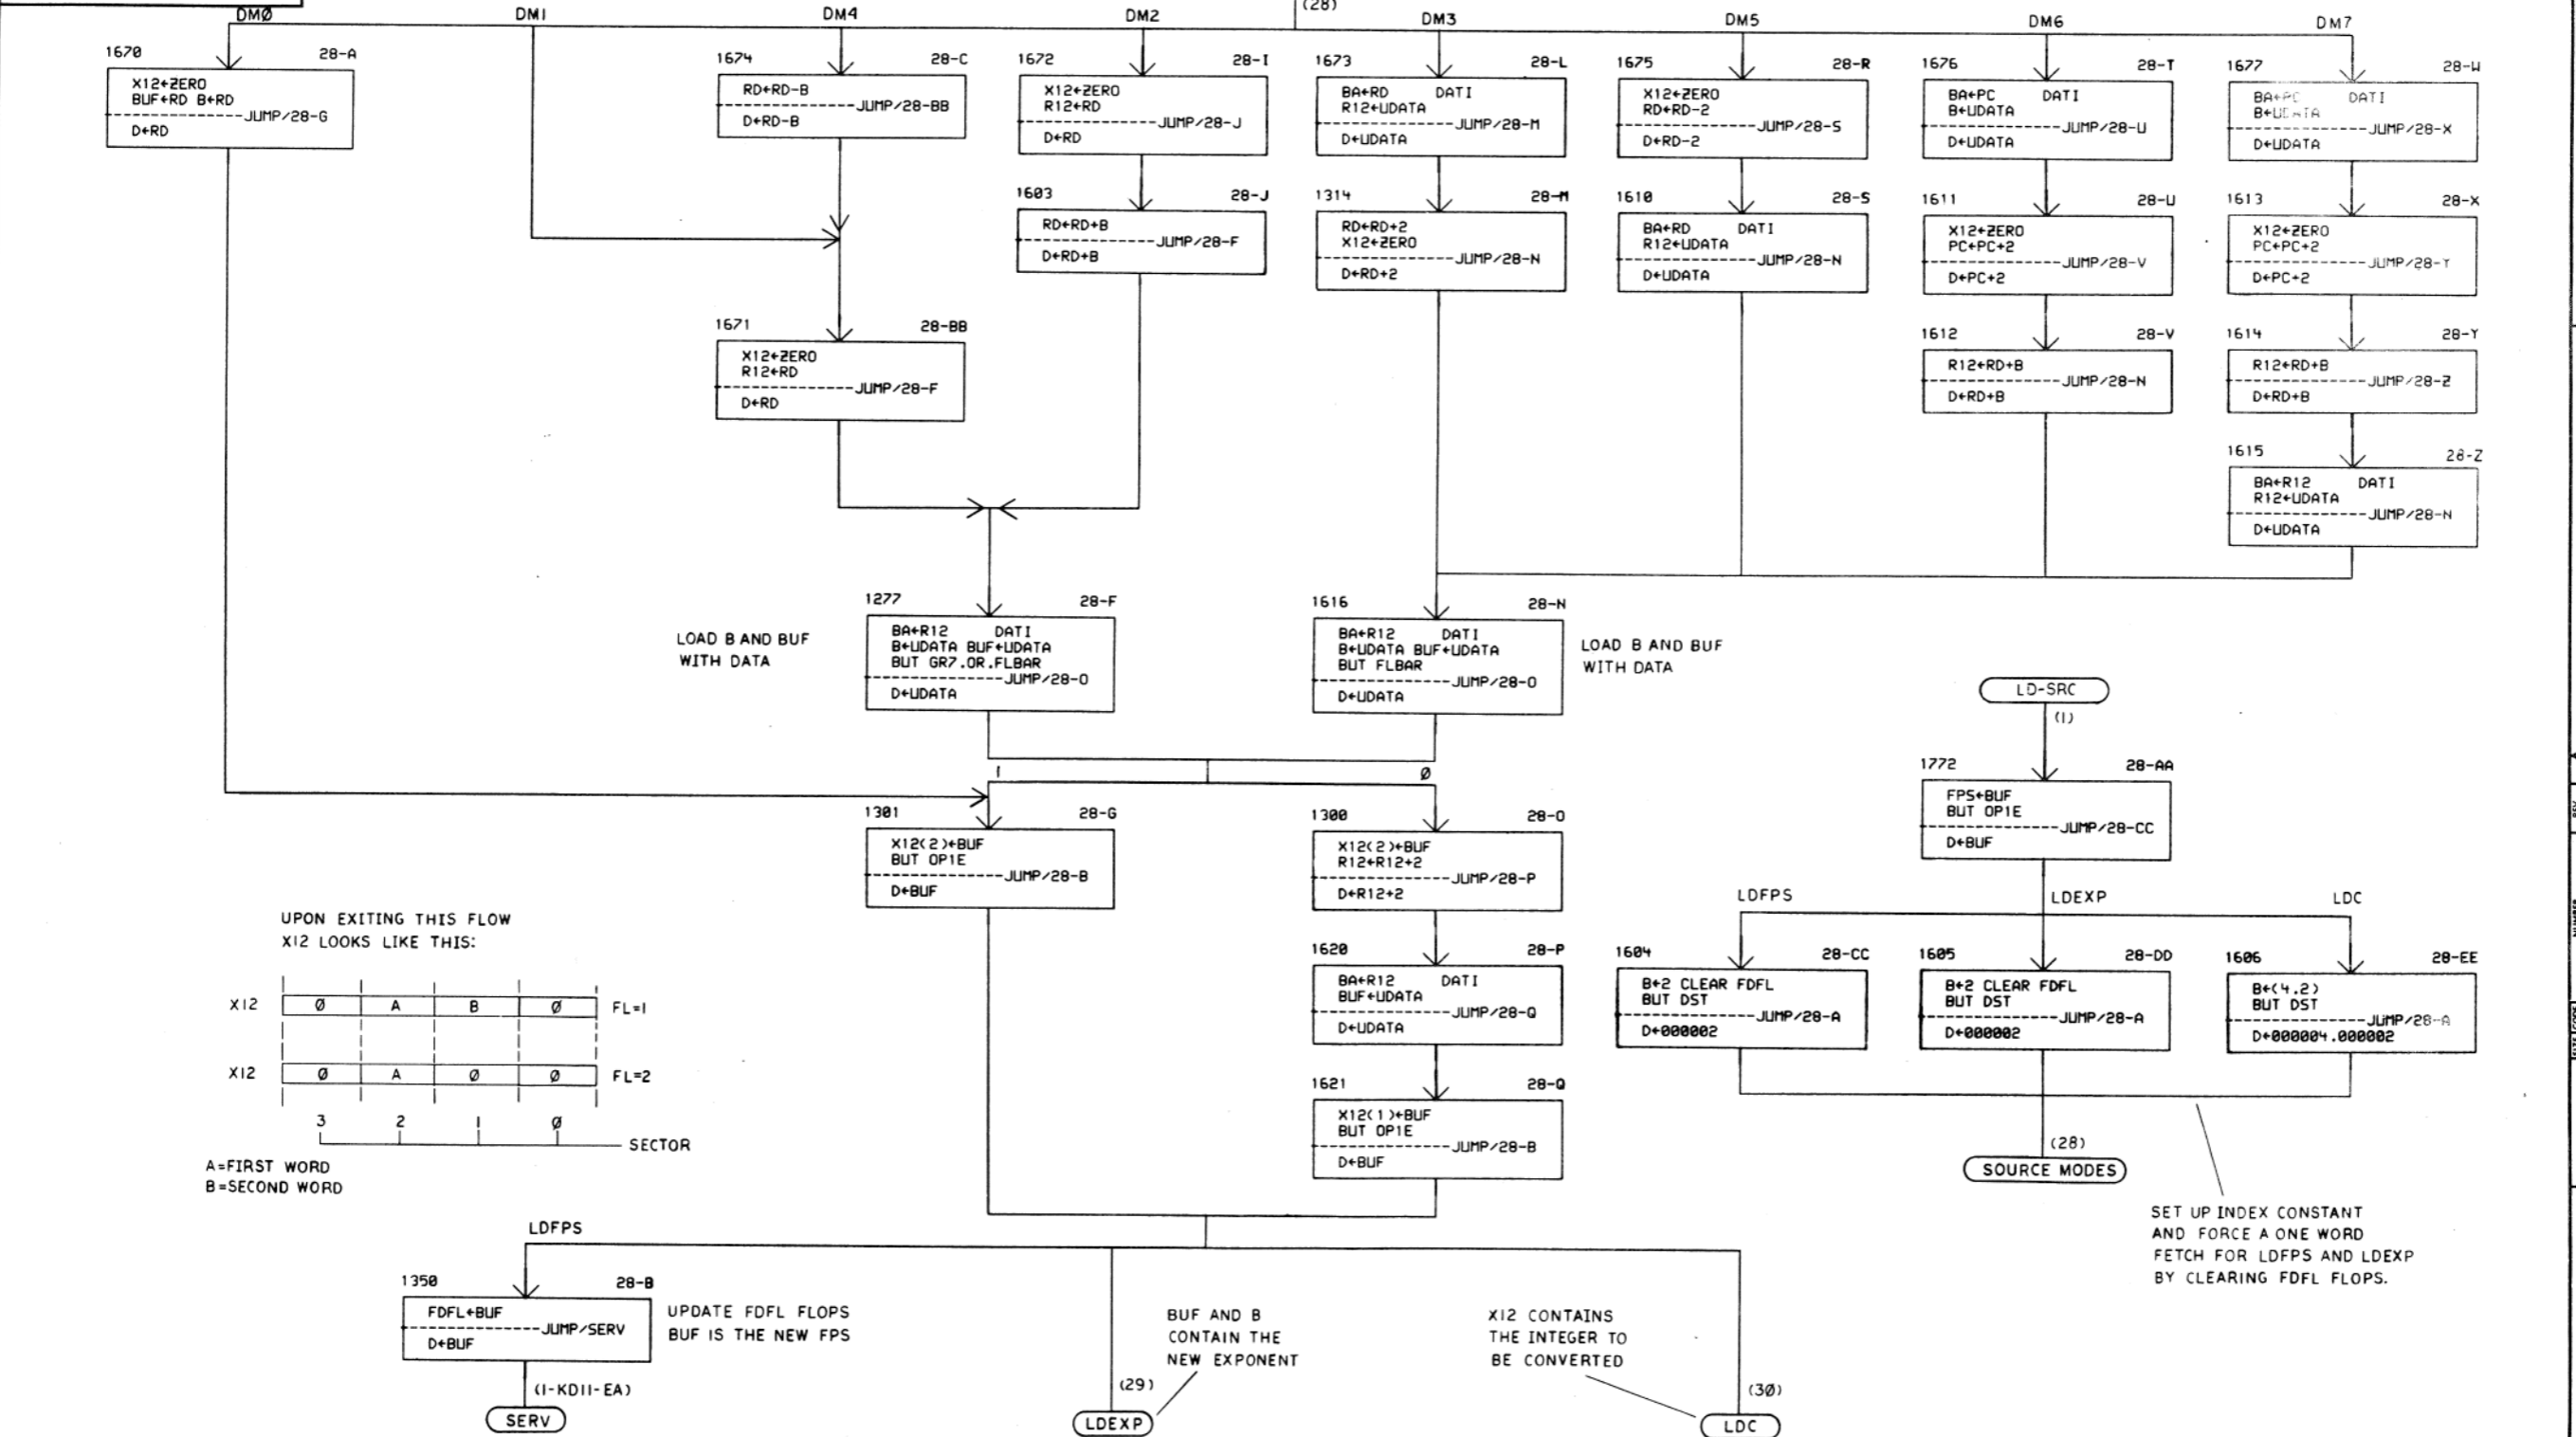 (28)
DMØ DM1 DM4 DM2 DM3 DM5 DM6 DM7
1670 28-A
X12←ZERO
BUF←RD B←RD
JUMP/28-G
D←RD
1674 28-C
RD←RD-B
JUMP/28-BB
D←RD-B
1672 28-I
X12←ZERO
R12←RD
JUMP/28-J
D←RD
1673 28-L
BA←RD DATI
R12←UDATA
JUMP/28-M
D←UDATA
1675 28-R
X12←ZERO
RD←RD-2
JUMP/28-S
D←RD-2
1676 28-T
BA←PC DATI
B←UDATA
JUMP/28-U
D←UDATA
1677 28-W
BA←PC DATI
B←UDATA
JUMP/28-X
D←UDATA
1603 28-J
RD←RD+B
JUMP/28-F
D←RD+B
1314 28-M
RD←RD+2
X12←ZERO
JUMP/28-N
D←RD+2
1610 28-S
BA←RD DATI
R12←UDATA
JUMP/28-N
D←UDATA
1611 28-U
X12←ZERO
PC←PC+2
JUMP/28-V
D←PC+2
1613 28-X
X12←ZERO
PC←PC+2
JUMP/28-Y
D←PC+2
1671 28-BB
X12←ZERO
R12←RD
JUMP/28-F
D←RD
1612 28-V
R12←RD+B
JUMP/28-N
D←RD+B
1614 28-Y
R12←RD+B
JUMP/28-Z
D←RD+B
1615 28-Z
BA←R12 DATI
R12←UDATA
JUMP/28-N
D←UDATA
LOAD B AND BUF
WITH DATA
1277 28-F
BA←R12 DATI
B←UDATA BUF←UDATA
BUT GR7.OR.FLBAR
JUMP/28-O
D←UDATA
1616 28-N
BA←R12 DATI
B←UDATA BUF←UDATA
BUT FLBAR
JUMP/28-O
D←UDATA
LOAD B AND BUF
WITH DATA
LD-SRC
(1)
1 Ø
1301 28-G
X12(2)←BUF
BUT OP1E
JUMP/28-B
D←BUF
1300 28-O
X12(2)←BUF
R12←R12+2
JUMP/28-P
D←R12+2
1772 28-AA
FPS←BUF
BUT OP1E
JUMP/28-CC
D←BUF
LDFPS LDEXP LDC
1620 28-P
BA←R12 DATI
BUF←UDATA
JUMP/28-Q
D←UDATA
1604 28-CC
B←2 CLEAR FDFL
BUT DST
JUMP/28-A
D←000002
1605 28-DD
B←2 CLEAR FDFL
BUT DST
JUMP/28-A
D←000002
1606 28-EE
B←(4.2)
BUT DST
JUMP/28-A
D←000004.000002
1621 28-Q
X12(1)←BUF
BUT OP1E
JUMP/28-B
D←BUF
(28)
SOURCE MODES
SET UP INDEX CONSTANT
AND FORCE A ONE WORD
FETCH FOR LDFPS AND LDEXP
BY CLEARING FDFL FLOPS.
UPON EXITING THIS FLOW
X12 LOOKS LIKE THIS:
X12 Ø A B Ø FL=1
X12 Ø A Ø Ø FL=2
3 2 1 Ø
SECTOR
A=FIRST WORD
B=SECOND WORD
LDFPS
1350 28-B
FDFL←BUF
JUMP/SERV
D←BUF
UPDATE FDFL FLOPS
BUF IS THE NEW FPS
(1-KD11-EA)
SERV
BUF AND B
CONTAIN THE
NEW EXPONENT
(29)
LDEXP
X12 CONTAINS
THE INTEGER TO
BE CONVERTED
(30)
LDC